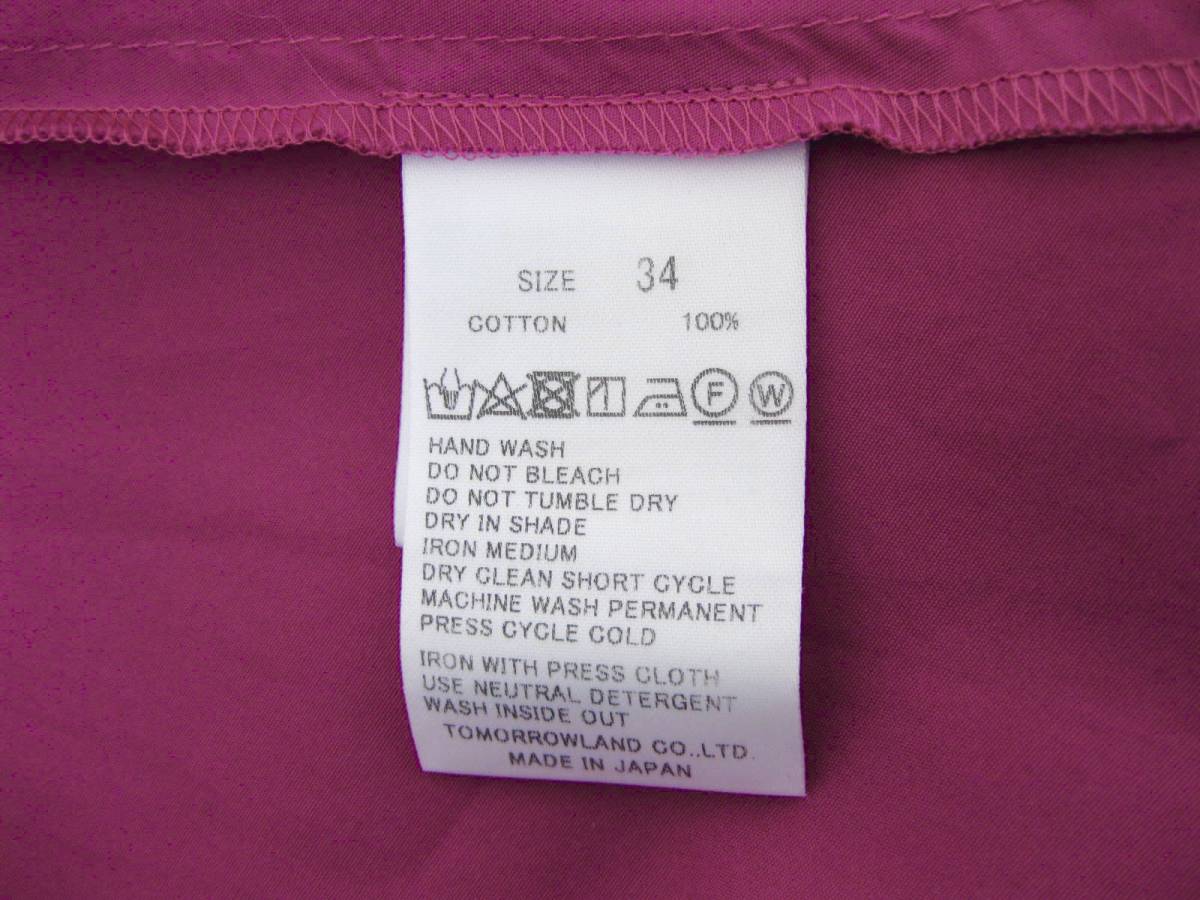 SIZE 34
COTTON 100%
F W
HAND WASH
DO NOT BLEACH
DO NOT TUMBLE DRY
DRY IN SHADE
IRON MEDIUM
DRY CLEAN SHORT CYCLE
MACHINE WASH PERMANENT
PRESS CYCLE COLD
IRON WITH PRESS CLOTH
USE NEUTRAL DETERGENT
WASH INSIDE OUT
TOMORROWLAND CO.,LTD.
MADE IN JAPAN